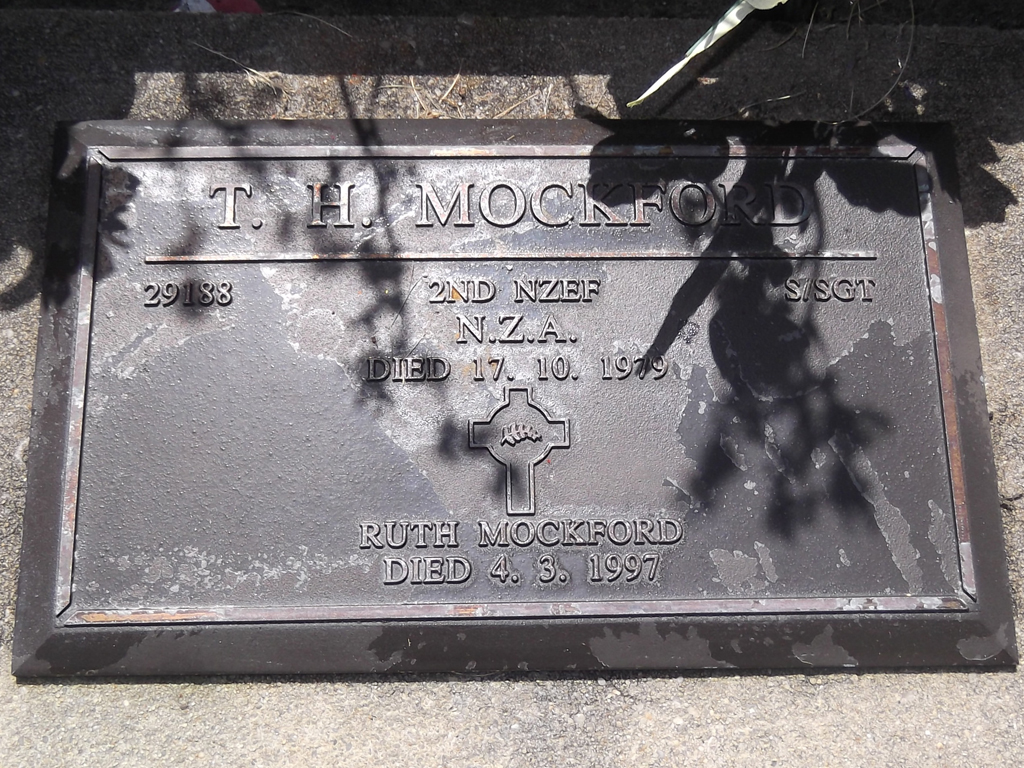 T. H. MOCKFORD
29188 2ND NZEF S/SGT
N.Z.A.
DIED 17. 10. 1979
RUTH MOCKFORD
DIED 4. 3. 1997